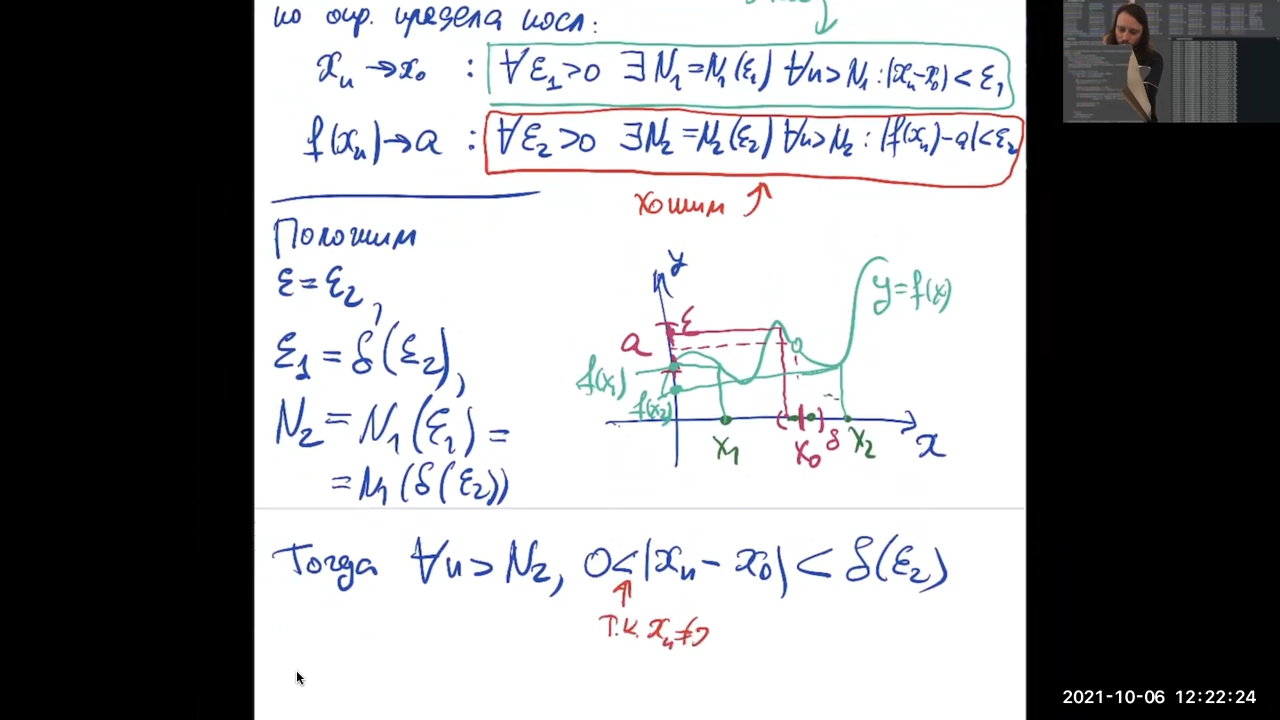 по опр. предела посл:
xₙ → x₀ : ∀ε₁>0 ∃N₁=N₁(ε₁) ∀n>N₁ : |xₙ-x₀| < ε₁
f(xₙ)→a : ∀ε₂>0 ∃N₂=N₂(ε₂) ∀n>N₂ : |f(xₙ)-a|<ε₂
хотим
Положим
ε=ε₂,
ε₁ = δ(ε₂),
N₂ = N₁(ε₁) =
= N₁(δ(ε₂))
y
y=f(x)
ε
a
f(x₁)
f(x₂)
x₁
x₀
δ
x₂
x
Тогда ∀n > N₂, 0<|xₙ - x₀| < δ(ε₂)
т.к. xₙ≠
2021-10-06 12:22:24